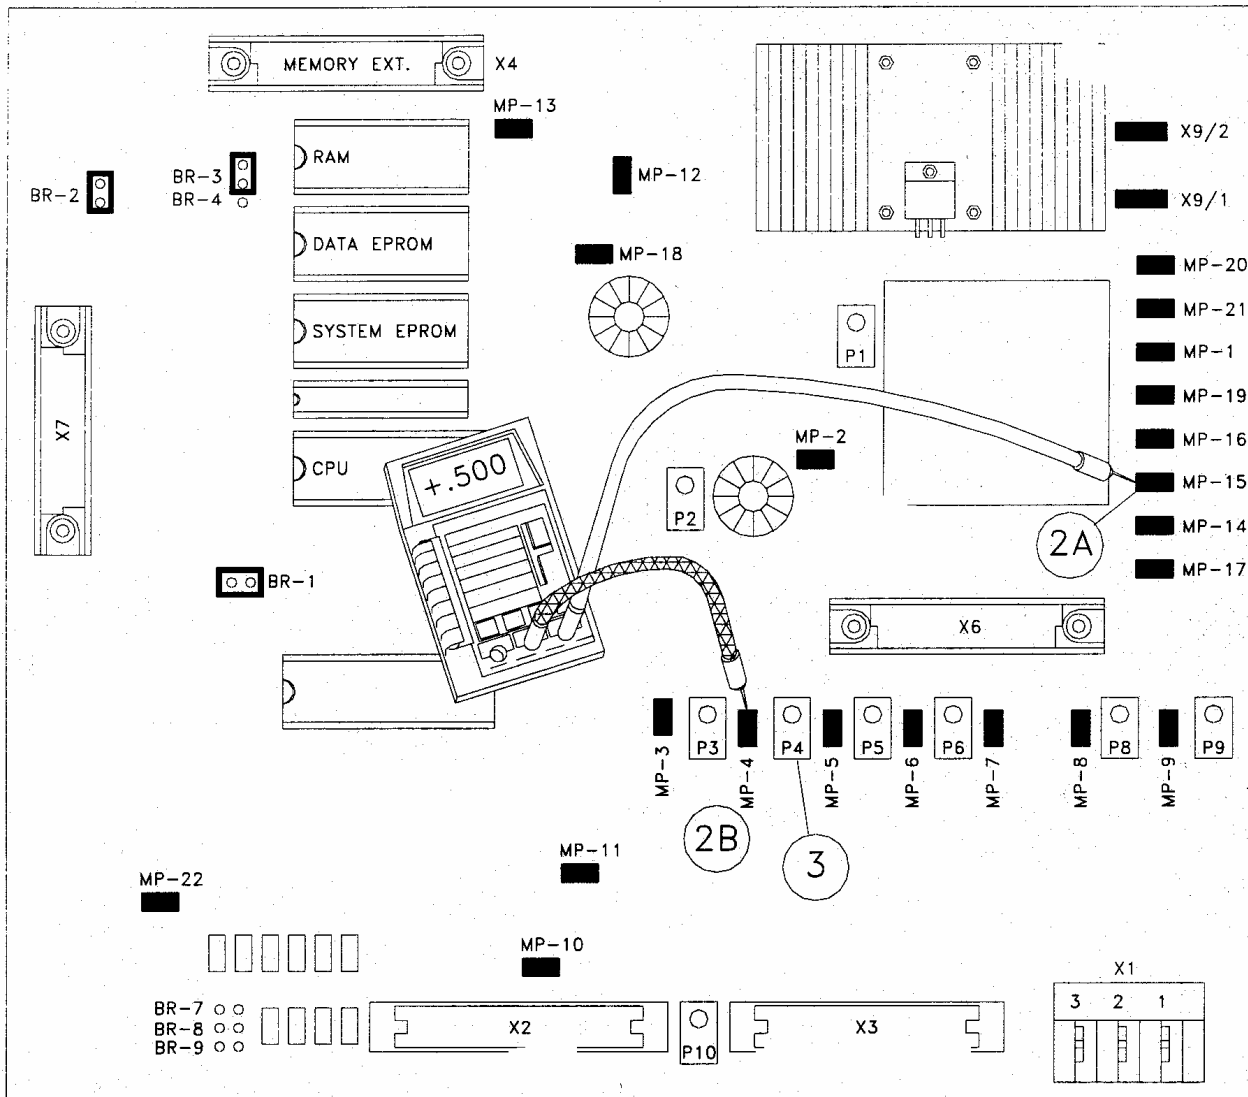 MEMORY EXT.
X4
MP-13
RAM
BR-3
BR-4
BR-2
MP-12
X9/2
X9/1
DATA EPROM
MP-18
MP-20
MP-21
MP-1
MP-19
MP-16
MP-15
MP-14
MP-17
SYSTEM EPROM
P1
X7
CPU
+.500
MP-2
P2
2A
BR-1
X6
MP-3
P3
MP-4
P4
MP-5
P5
MP-6
P6
MP-7
MP-8
P8
MP-9
P9
2B
3
MP-11
MP-22
MP-10
X1
3 2 1
BR-7
BR-8
BR-9
X2
P10
X3